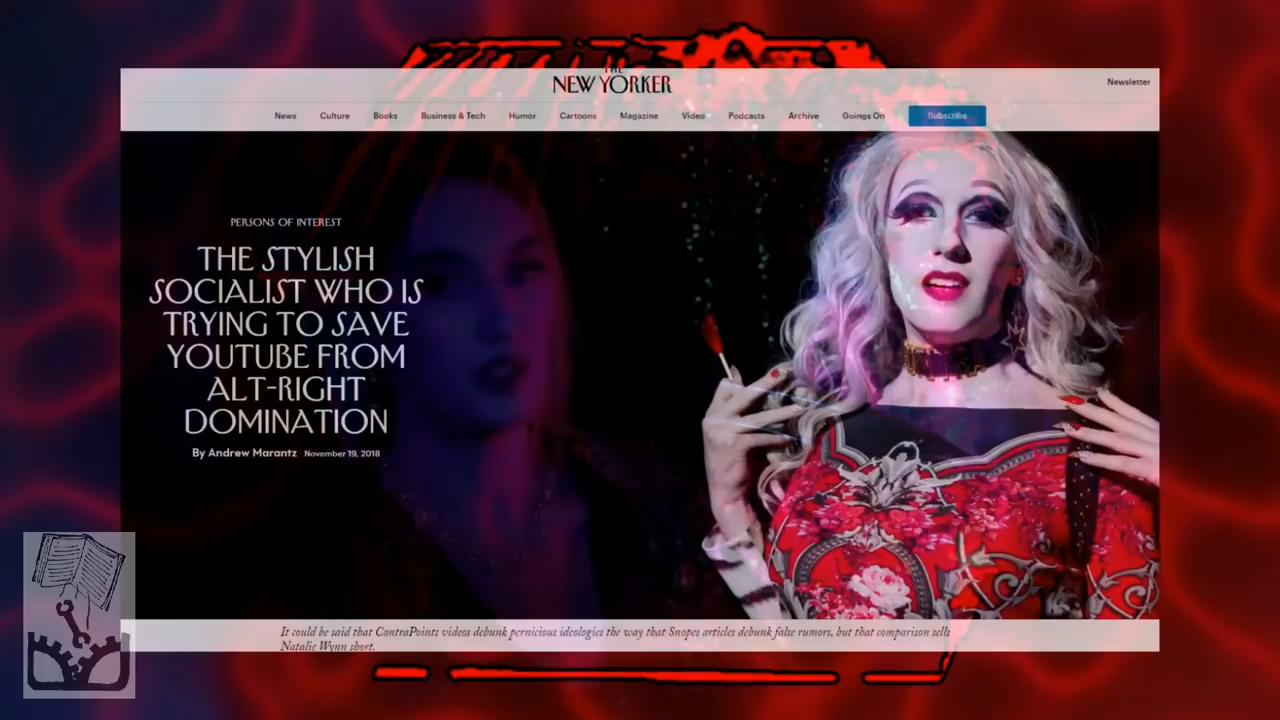 THE
NEW YORKER
Newsletter
News Culture Books Business & Tech Humor Cartoons Magazine Video Podcasts Archive Goings On Subscribe
PERSONS OF INTEREST
THE STYLISH
SOCIALIST WHO IS
TRYING TO SAVE
YOUTUBE FROM
ALT-RIGHT
DOMINATION
By Andrew Marantz November 19, 2018
It could be said that ContraPoints videos debunk pernicious ideologies the way that Snopes articles debunk false rumors, but that comparison sells
Natalie Wynn short.